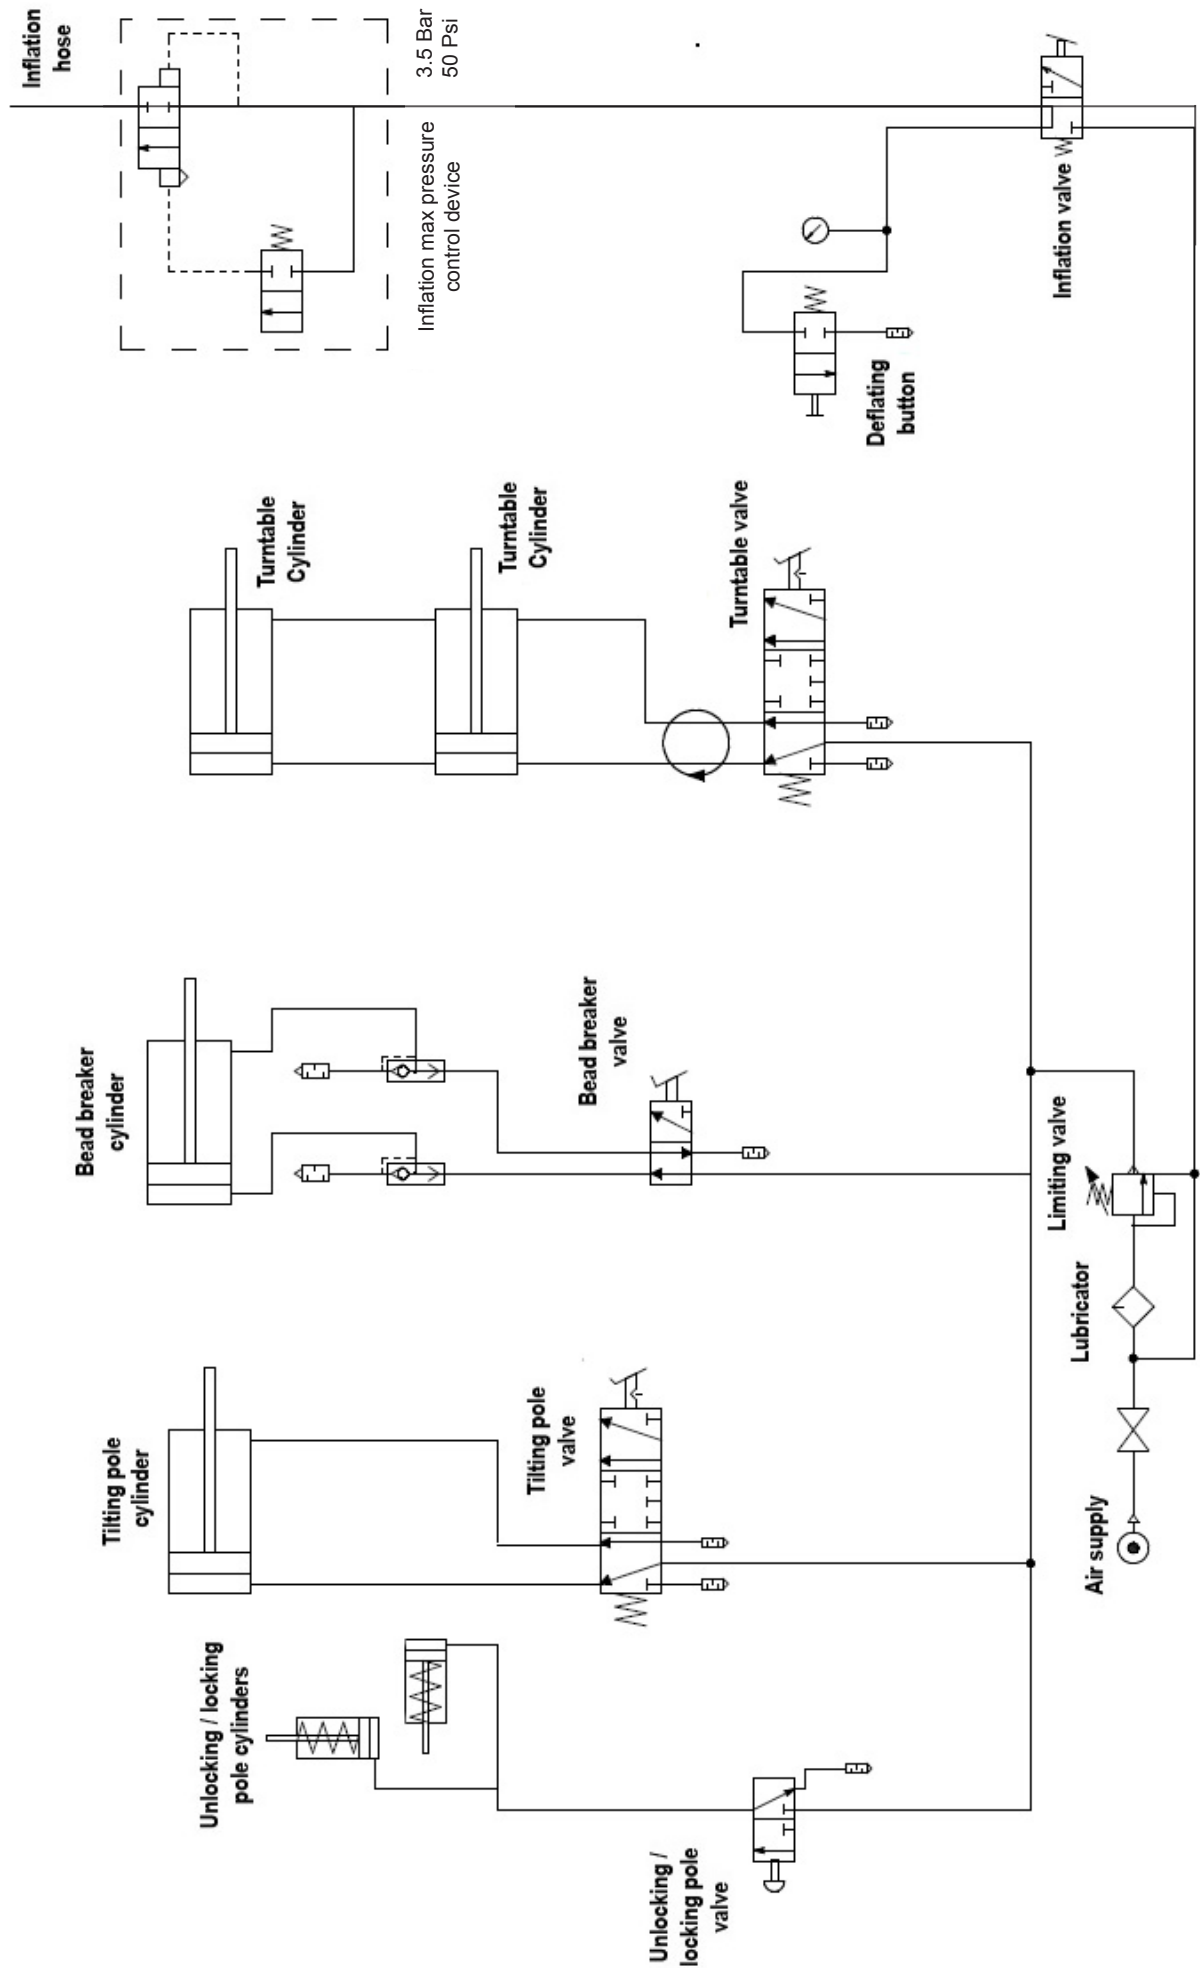 Unlocking / locking
pole cylinders
Tilting pole
cylinder
Bead breaker
cylinder
Turntable
Cylinder
Turntable
Cylinder
Inflation
hose
3.5 Bar
50 Psi
Inflation max pressure
control device
Unlocking /
locking pole
valve
Tilting pole
valve
Bead breaker
valve
Turntable valve
Deflating
button
Inflation valve
Air supply
Lubricator
Limiting valve